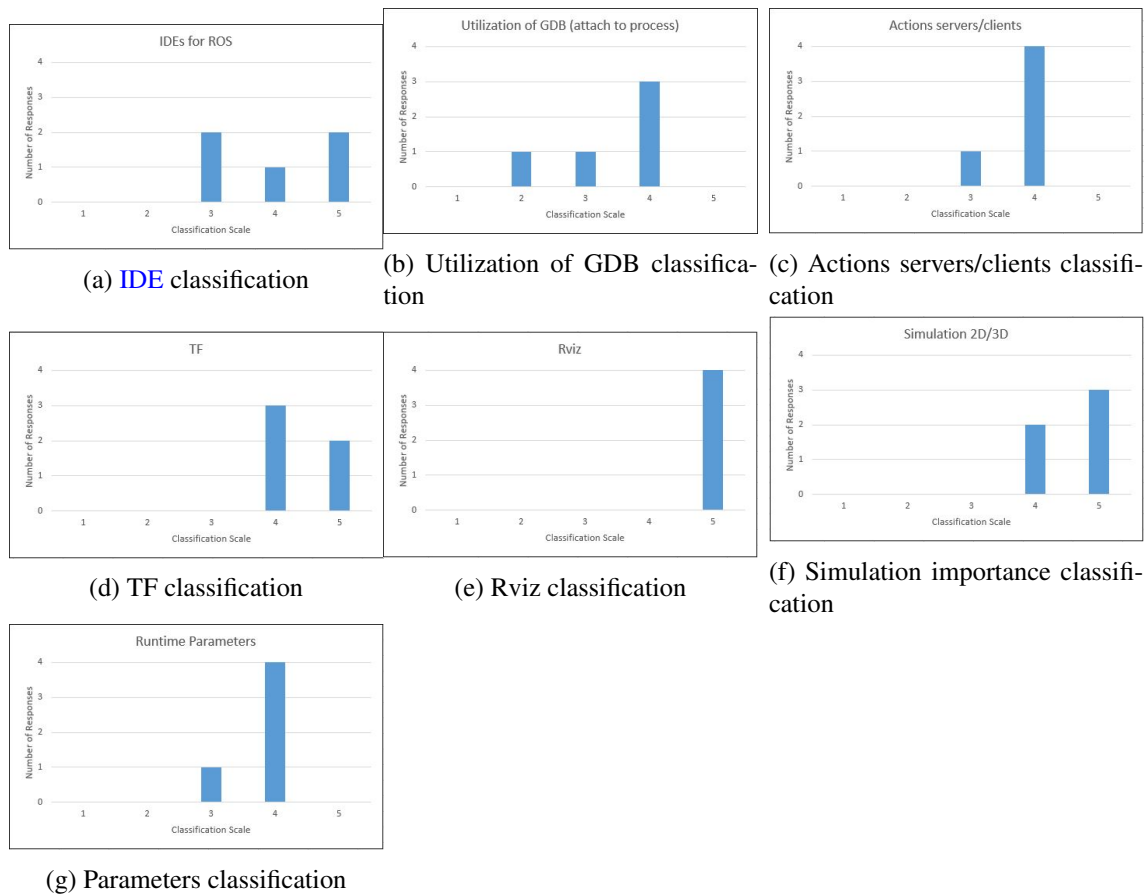 IDEs for ROS
4
3
2
1
0
Number of Responses
1 2 3 4 5
Classification Scale
(a) IDE classification
Utilization of GDB (attach to process)
4
3
2
1
0
Number of Responses
1 2 3 4 5
Classification Scale
(b) Utilization of GDB classifica-
tion
Actions servers/clients
4
3
2
1
0
Number of Responses
1 2 3 4 5
Classification Scale
(c) Actions servers/clients classifi-
cation
TF
4
3
2
1
0
Number of Responses
1 2 3 4 5
Classification Scale
(d) TF classification
Rviz
4
3
2
1
0
Number of Responses
1 2 3 4 5
Classification Scale
(e) Rviz classification
Simulation 2D/3D
4
3
2
1
0
Number of Responses
1 2 3 4 5
Classification Scale
(f) Simulation importance classifi-
cation
Runtime Parameters
4
3
2
1
0
Number of Responses
1 2 3 4 5
Classification Scale
(g) Parameters classification